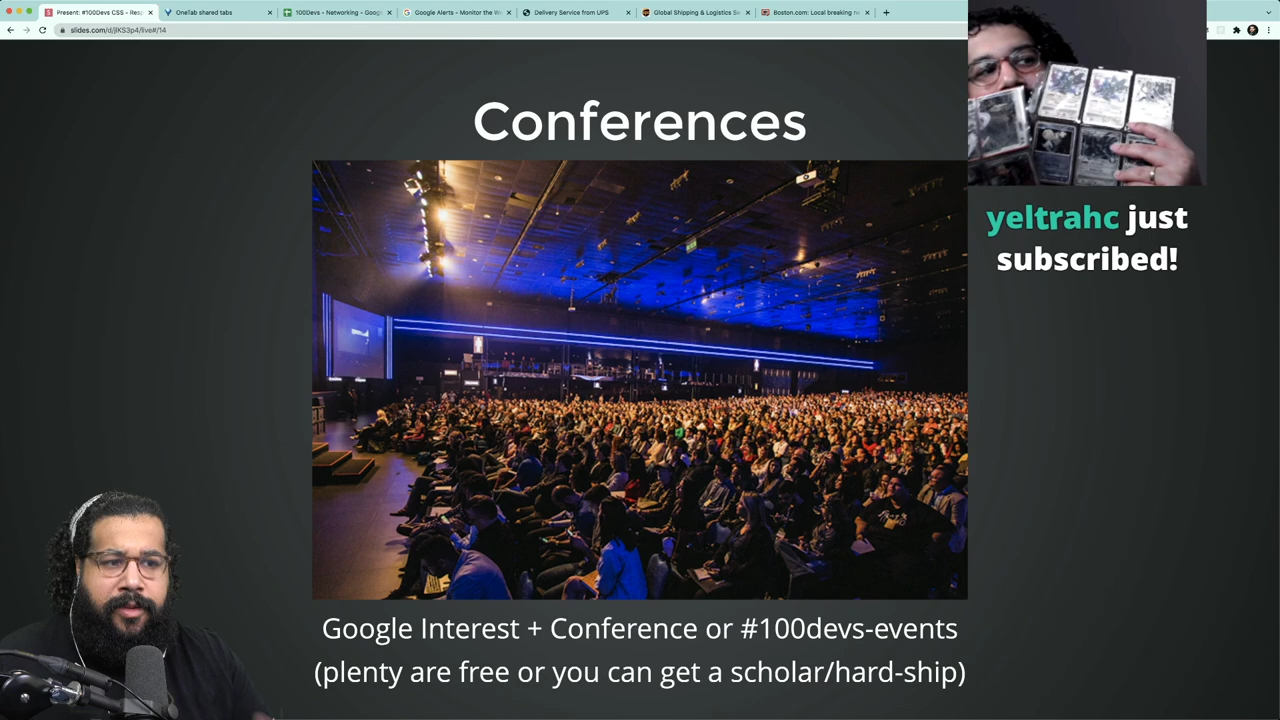 Present: #100Devs CSS - Resp
OneTab shared tabs
100Devs - Networking - Goog
Google Alerts - Monitor the W
Delivery Service from UPS
Global Shipping & Logistics Se
Boston.com: Local breaking n
slides.com/d/jIKS3p4/live#/14
Conferences
yeltrahc just
subscribed!
Google Interest + Conference or #100devs-events
(plenty are free or you can get a scholar/hard-ship)